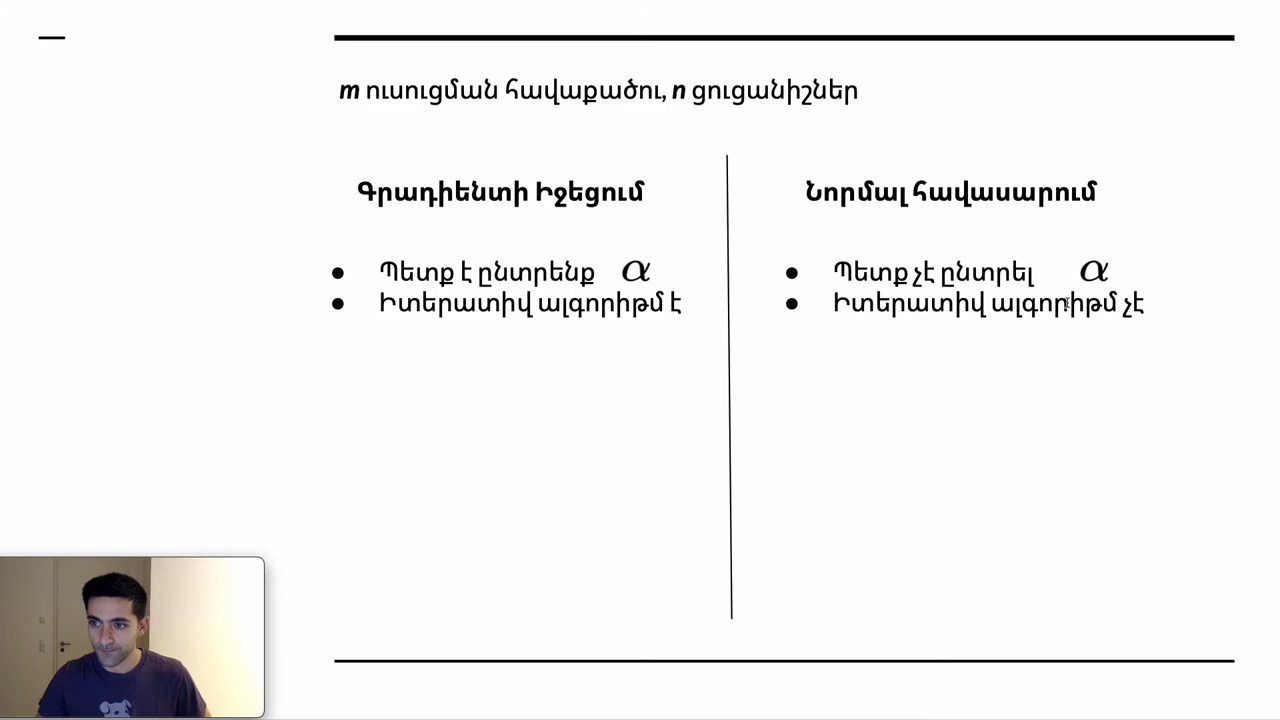 m ուսուցման հավաքածու, n ցուցանիշներ
Գրադիենտի Իջեցում
● Պետք է ընտրենք α
● Իտերատիվ ալգորիթմ է
Նորմալ հավասարում
● Պետք չէ ընտրել α
● Իտերատիվ ալգորիթմ չէ